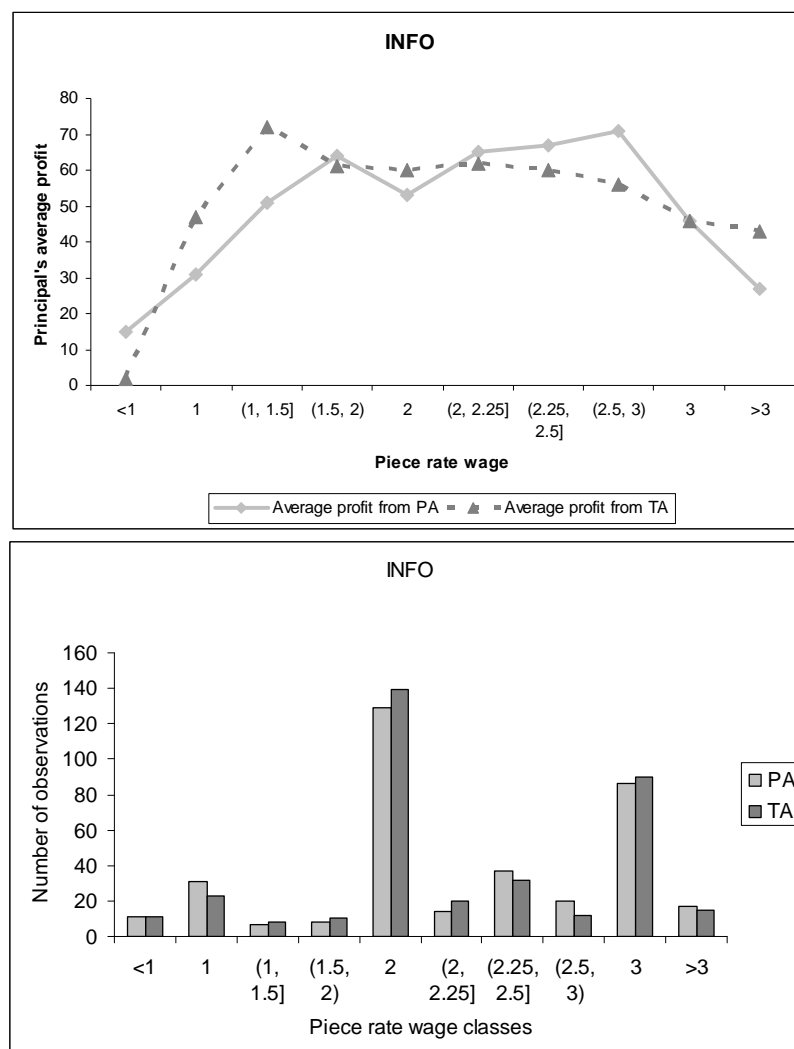 INFO
80
70
60
50
40
30
20
10
0
Principal's average profit
<1 1 (1, 1.5] (1.5, 2) 2 (2, 2.25] (2.25, (2.5, 3) 3 >3
2.5]
Piece rate wage
Average profit from PA Average profit from TA
INFO
160
140
120
100
80
60
40
20
0
Number of observations
PA
TA
<1 1 (1, (1.5, 2 (2, (2.25, (2.5, 3 >3
1.5] 2) 2.25] 2.5] 3)
Piece rate wage classes